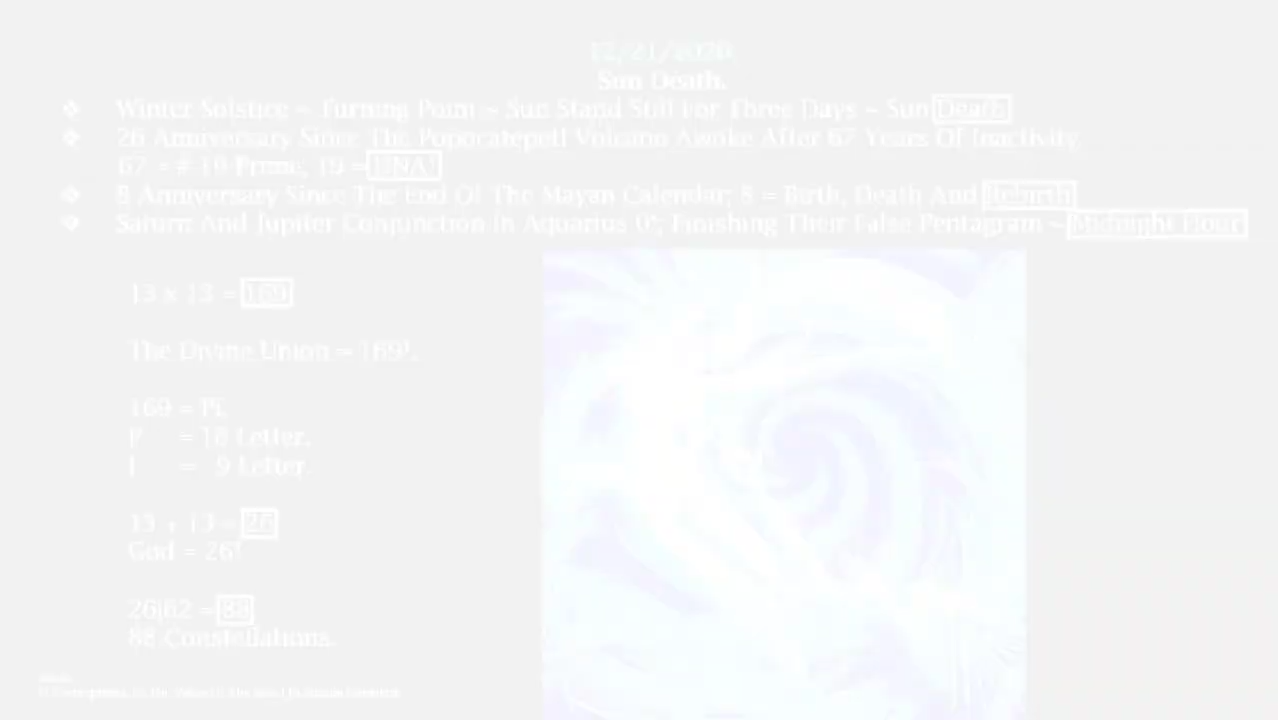 12/21/2020.
Sun Death.
❖ Winter Solstice ~ Turning Point ~ Sun Stand Still For Three Days ~ Sun Death
❖ 26 Anniversary Since The Popocatepetl Volcano Awoke After 67 Years Of Inactivity
67 = # 19 Prime, 19 = DNA¹
❖ 8 Anniversary Since The End Of The Mayan Calendar; 8 = Birth, Death And Rebirth
❖ Saturn And Jupiter Conjunction In Aquarius 0°, Finishing Their False Pentagram ~ Midnight Hour
13 x 13 = 169
The Divine Union = 169¹.
169 = PI.
P = 16 Letter.
I = 9 Letter.
13 + 13 = 26
God = 26¹
26|62 = 88
88 Constellations.